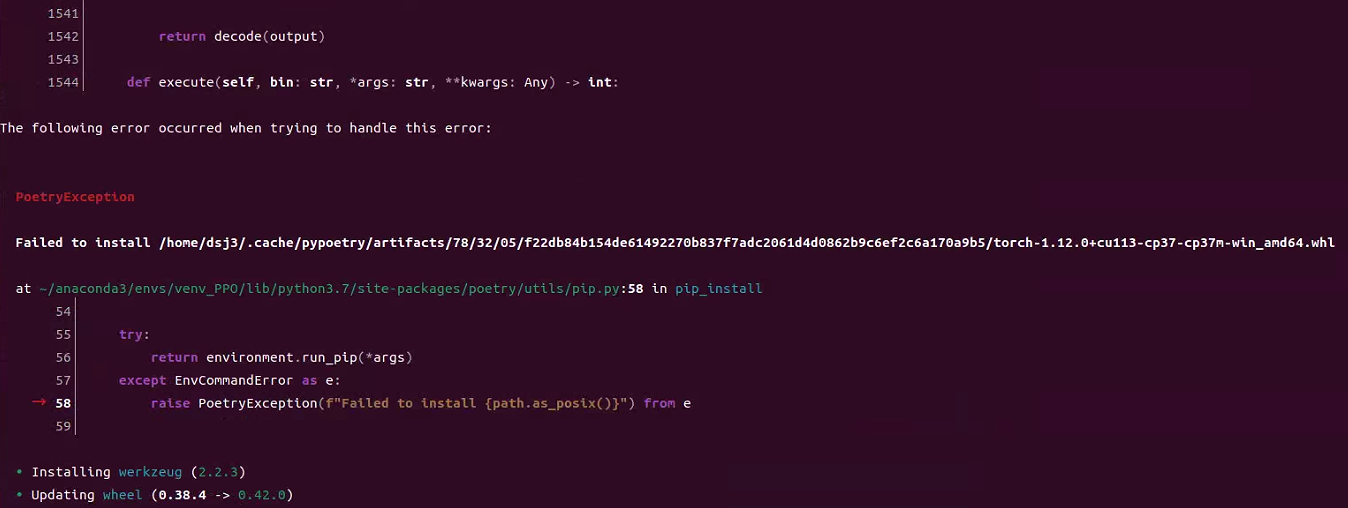 1541
1542 return decode(output)
1543
1544 def execute(self, bin: str, *args: str, **kwargs: Any) -> int:
The following error occurred when trying to handle this error:
PoetryException
Failed to install /home/dsj3/.cache/pypoetry/artifacts/78/32/05/f22db84b154de61492270b837f7adc2061d4d0862b9c6ef2c6a170a9b5/torch-1.12.0+cu113-cp37-cp37m-win_amd64.whl
at ~/anaconda3/envs/venv_PPO/lib/python3.7/site-packages/poetry/utils/pip.py:58 in pip_install
54
55 try:
56 return environment.run_pip(*args)
57 except EnvCommandError as e:
→ 58 raise PoetryException(f"Failed to install {path.as_posix()}") from e
59
• Installing werkzeug (2.2.3)
• Updating wheel (0.38.4 -> 0.42.0)